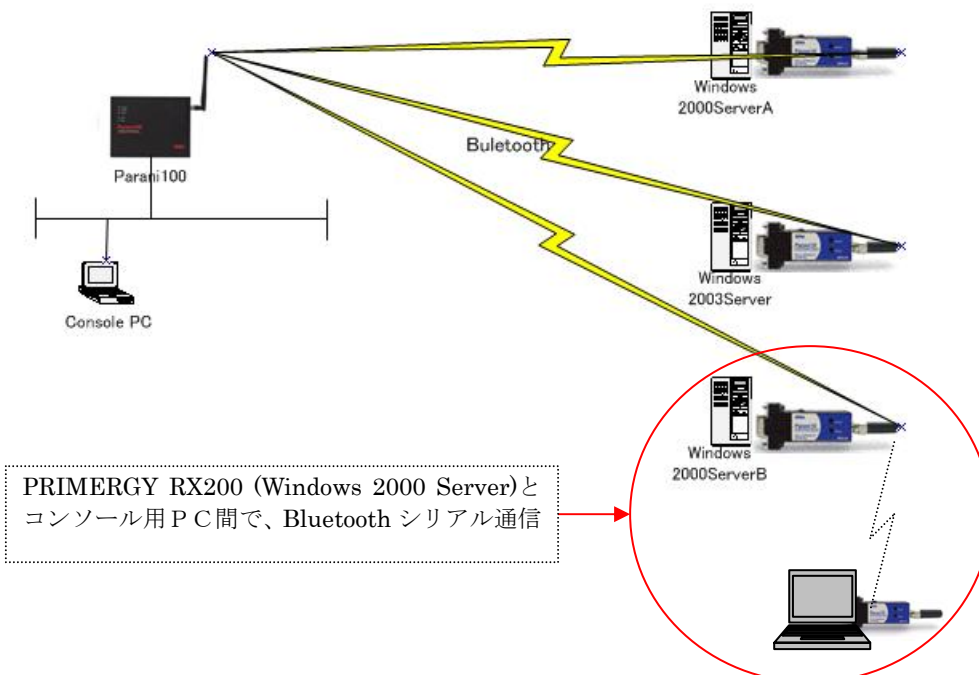 Windows
2000ServerA
Buletooth
Parani100
Windows
2003Server
Console PC
Windows
2000ServerB
PRIMERGY RX200 (Windows 2000 Server)と
コンソール用ＰＣ間で、Bluetooth シリアル通信